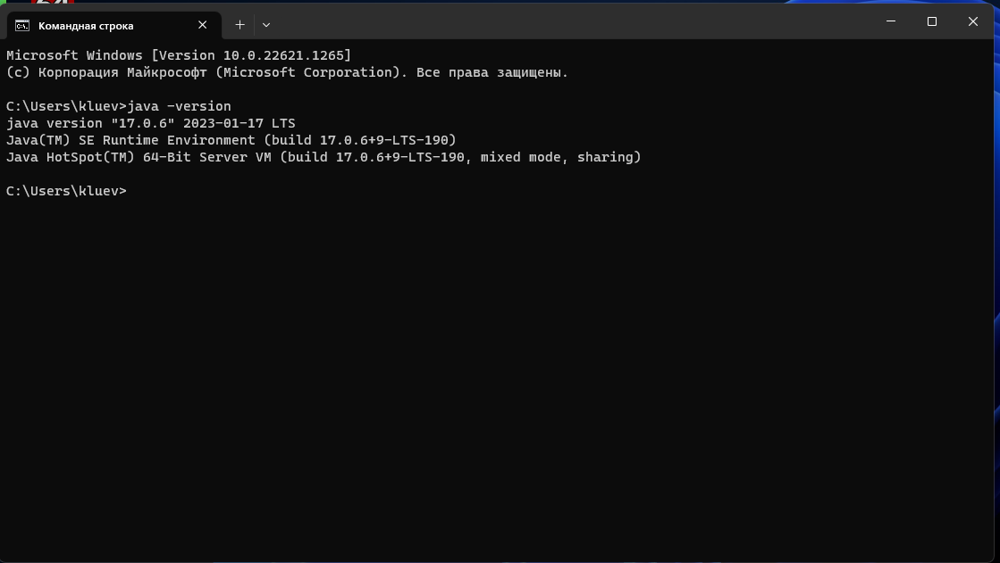 Командная строка
Microsoft Windows [Version 10.0.22621.1265]
(c) Корпорация Майкрософт (Microsoft Corporation). Все права защищены.
C:\Users\kluev>java -version
java version "17.0.6" 2023-01-17 LTS
Java(TM) SE Runtime Environment (build 17.0.6+9-LTS-190)
Java HotSpot(TM) 64-Bit Server VM (build 17.0.6+9-LTS-190, mixed mode, sharing)
C:\Users\kluev>